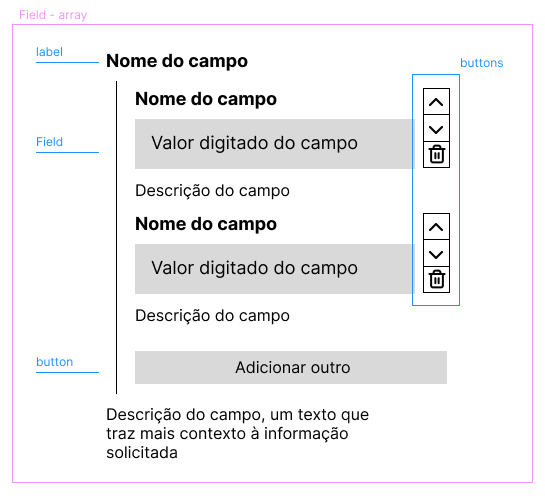 Field - array
label
Nome do campo
buttons
Nome do campo
Field
Valor digitado do campo
Descrição do campo
Nome do campo
Valor digitado do campo
Descrição do campo
button
Adicionar outro
Descrição do campo, um texto que
traz mais contexto à informação
solicitada